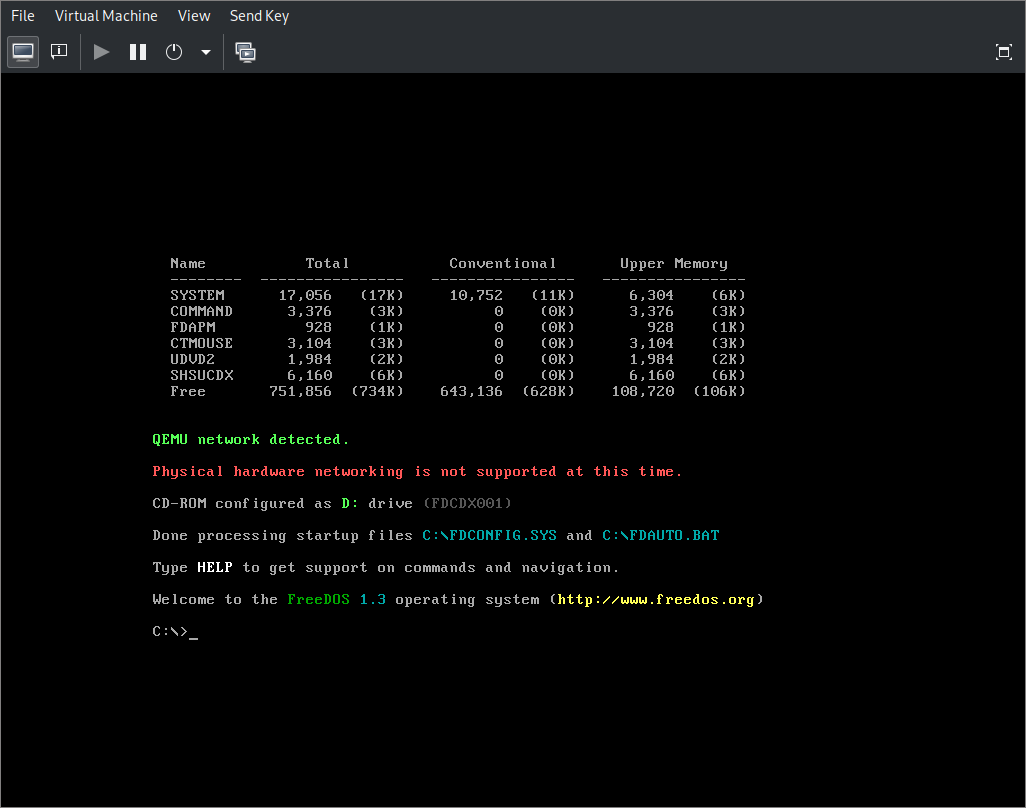 File Virtual Machine View Send Key
Name Total Conventional Upper Memory
-------- ---------------- ---------------- ----------------
SYSTEM 17,056 (17K) 10,752 (11K) 6,304 (6K)
COMMAND 3,376 (3K) 0 (0K) 3,376 (3K)
FDAPM 928 (1K) 0 (0K) 928 (1K)
CTMOUSE 3,104 (3K) 0 (0K) 3,104 (3K)
UDVD2 1,984 (2K) 0 (0K) 1,984 (2K)
SHSUCDX 6,160 (6K) 0 (0K) 6,160 (6K)
Free 751,856 (734K) 643,136 (628K) 108,720 (106K)
QEMU network detected.
Physical hardware networking is not supported at this time.
CD-ROM configured as D: drive (FDCDX001)
Done processing startup files C:\FDCONFIG.SYS and C:\FDAUTO.BAT
Type HELP to get support on commands and navigation.
Welcome to the FreeDOS 1.3 operating system (http://www.freedos.org)
C:\>_